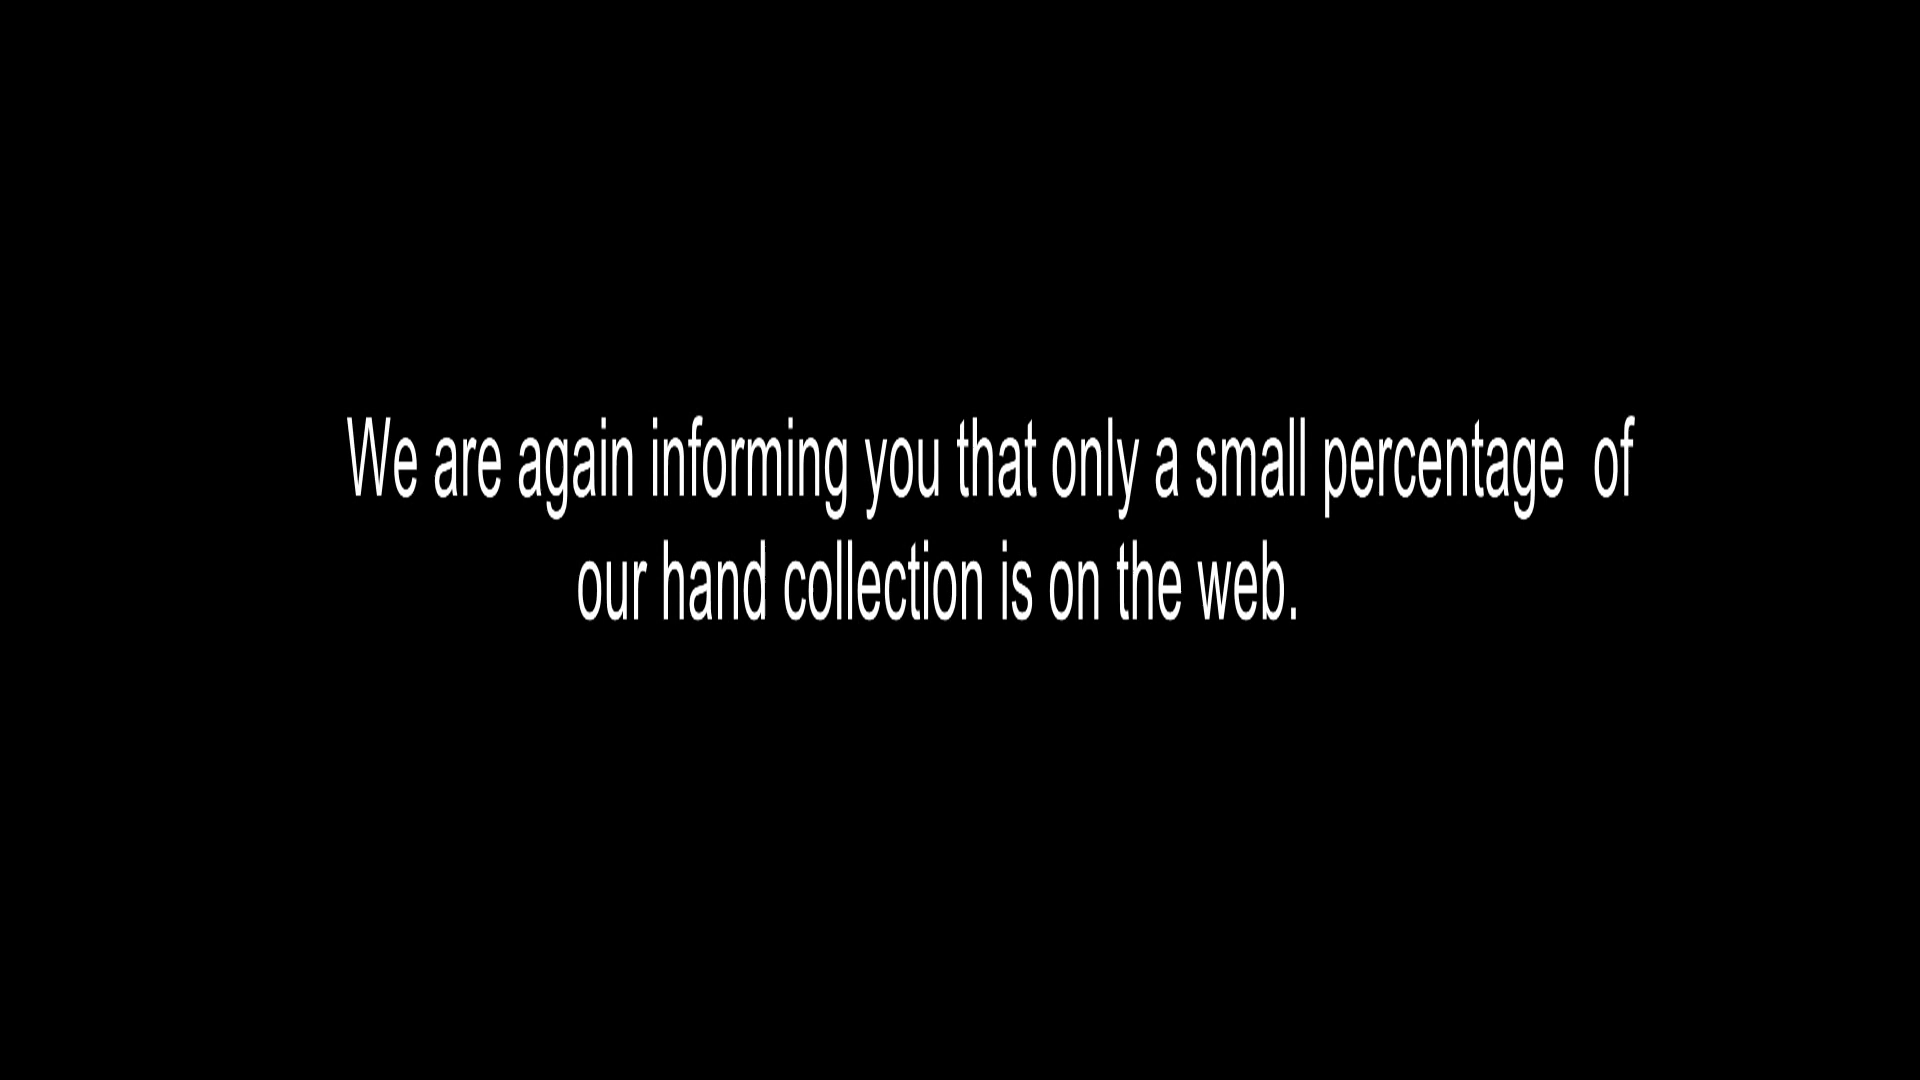 We are again informing you that only a small percentage  of
our hand collection is on the web.